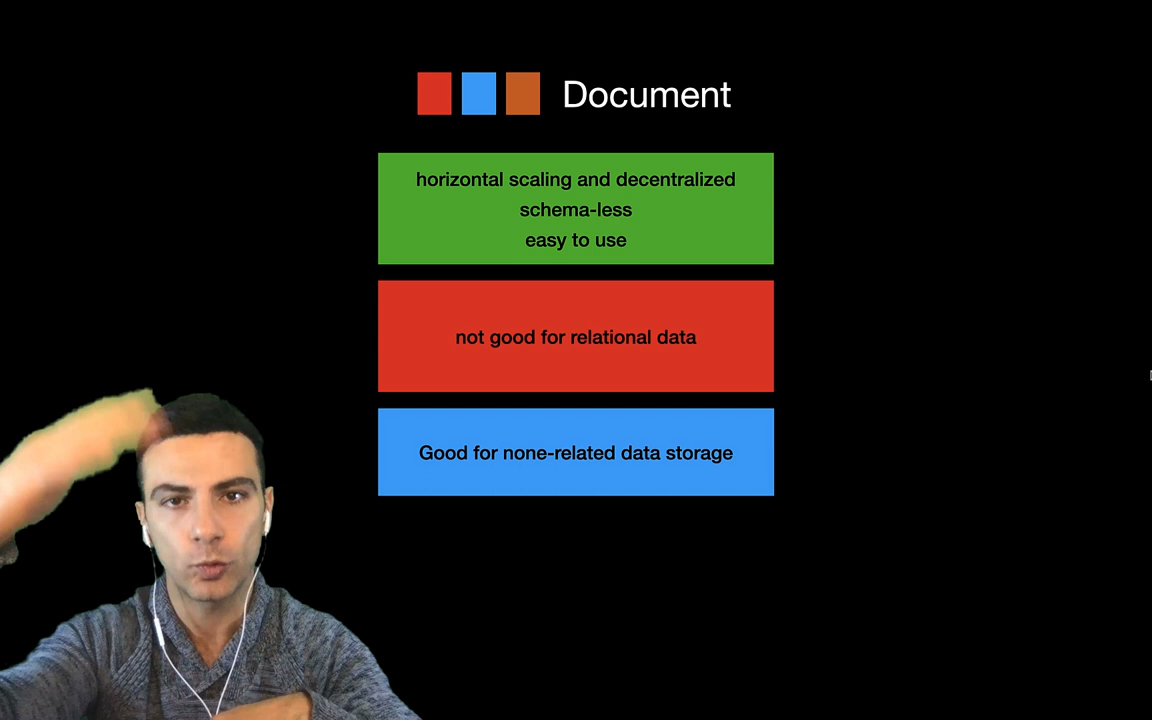 Document
horizontal scaling and decentralized
schema-less
easy to use
not good for relational data
Good for none-related data storage